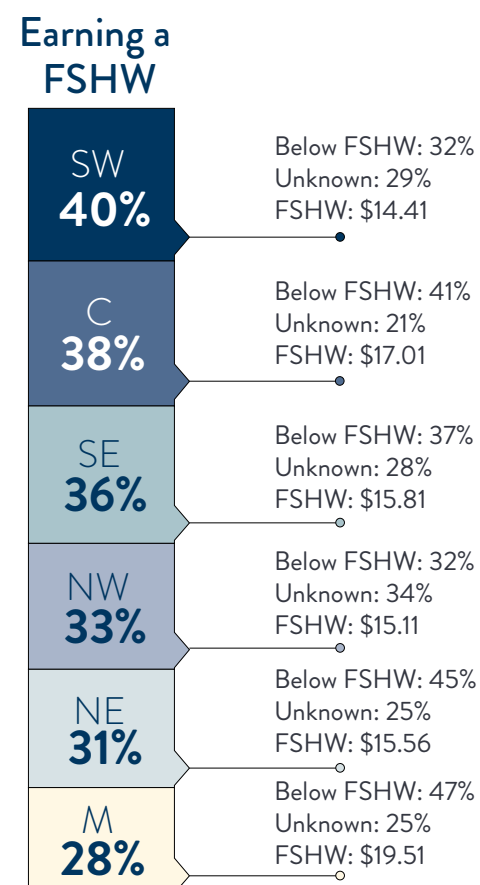 Earning a
FSHW
SW
40%
Below FSHW: 32%
Unknown: 29%
FSHW: $14.41
C
38%
Below FSHW: 41%
Unknown: 21%
FSHW: $17.01
SE
36%
Below FSHW: 37%
Unknown: 28%
FSHW: $15.81
NW
33%
Below FSHW: 32%
Unknown: 34%
FSHW: $15.11
NE
31%
Below FSHW: 45%
Unknown: 25%
FSHW: $15.56
M
28%
Below FSHW: 47%
Unknown: 25%
FSHW: $19.51